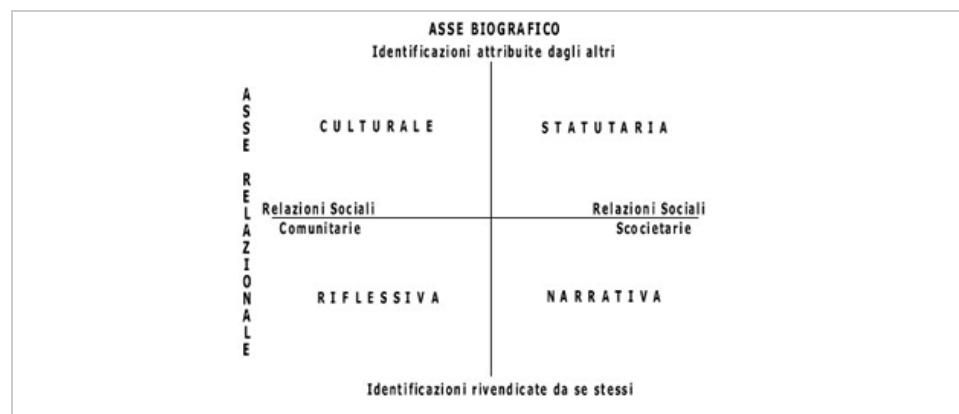 ASSE BIOGRAFICO
Identificazioni attribuite dagli altri
ASSE RELAZIONALE
CULTURALE
STATUTARIA
Relazioni Sociali
Comunitarie
Relazioni Sociali
Scocietarie
RIFLESSIVA
NARRATIVA
Identificazioni rivendicate da se stessi